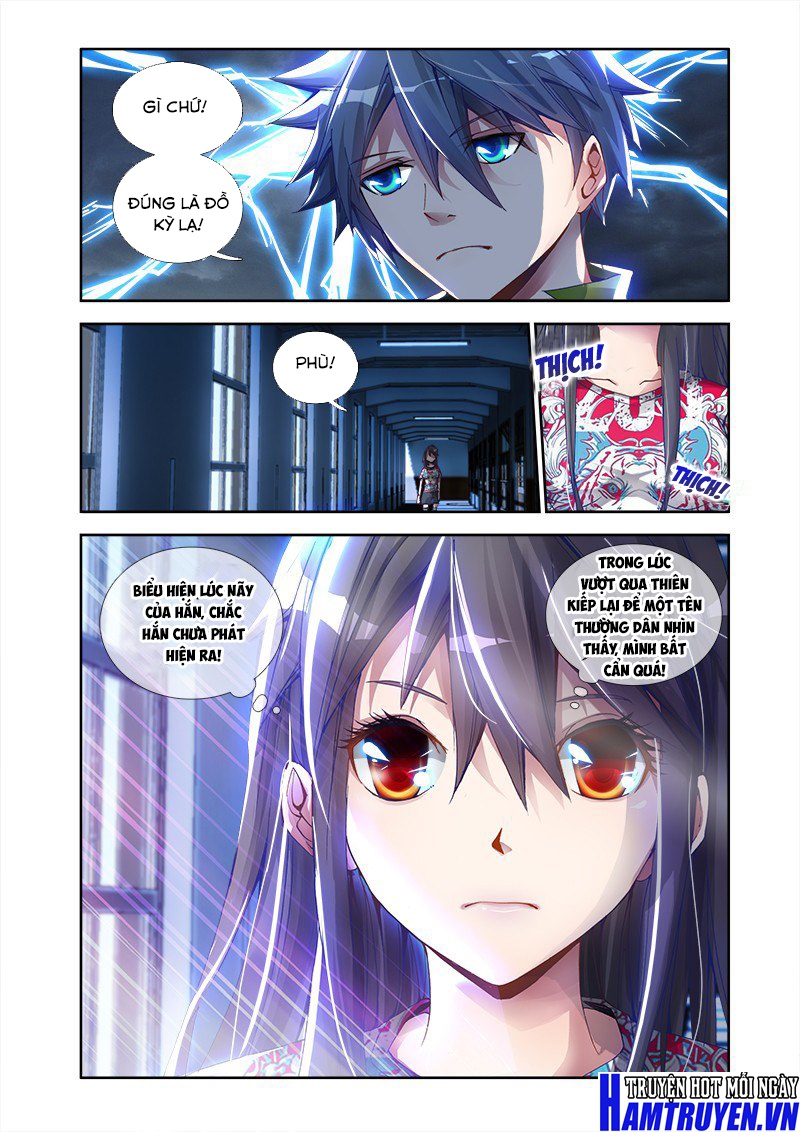 GÌ CHỨ!
ĐÚNG LÀ ĐỒ
KỲ LẠ!
PHÙ!
THỊCH!
THỊCH!
BIỂU HIỆN LÚC NÃY
CỦA HẮN, CHẮC
HẲN CHƯA PHÁT
HIỆN RA!
TRONG LÚC
VƯỢT QUA THIÊN
KIẾP LẠI ĐỂ MỘT TÊN
THƯỜNG DÂN NHÌN
THẤY, MÌNH BẤT
CẨN QUÁ!
TRUYỆN HOT MỖI NGÀY
HAMTRUYEN.VN